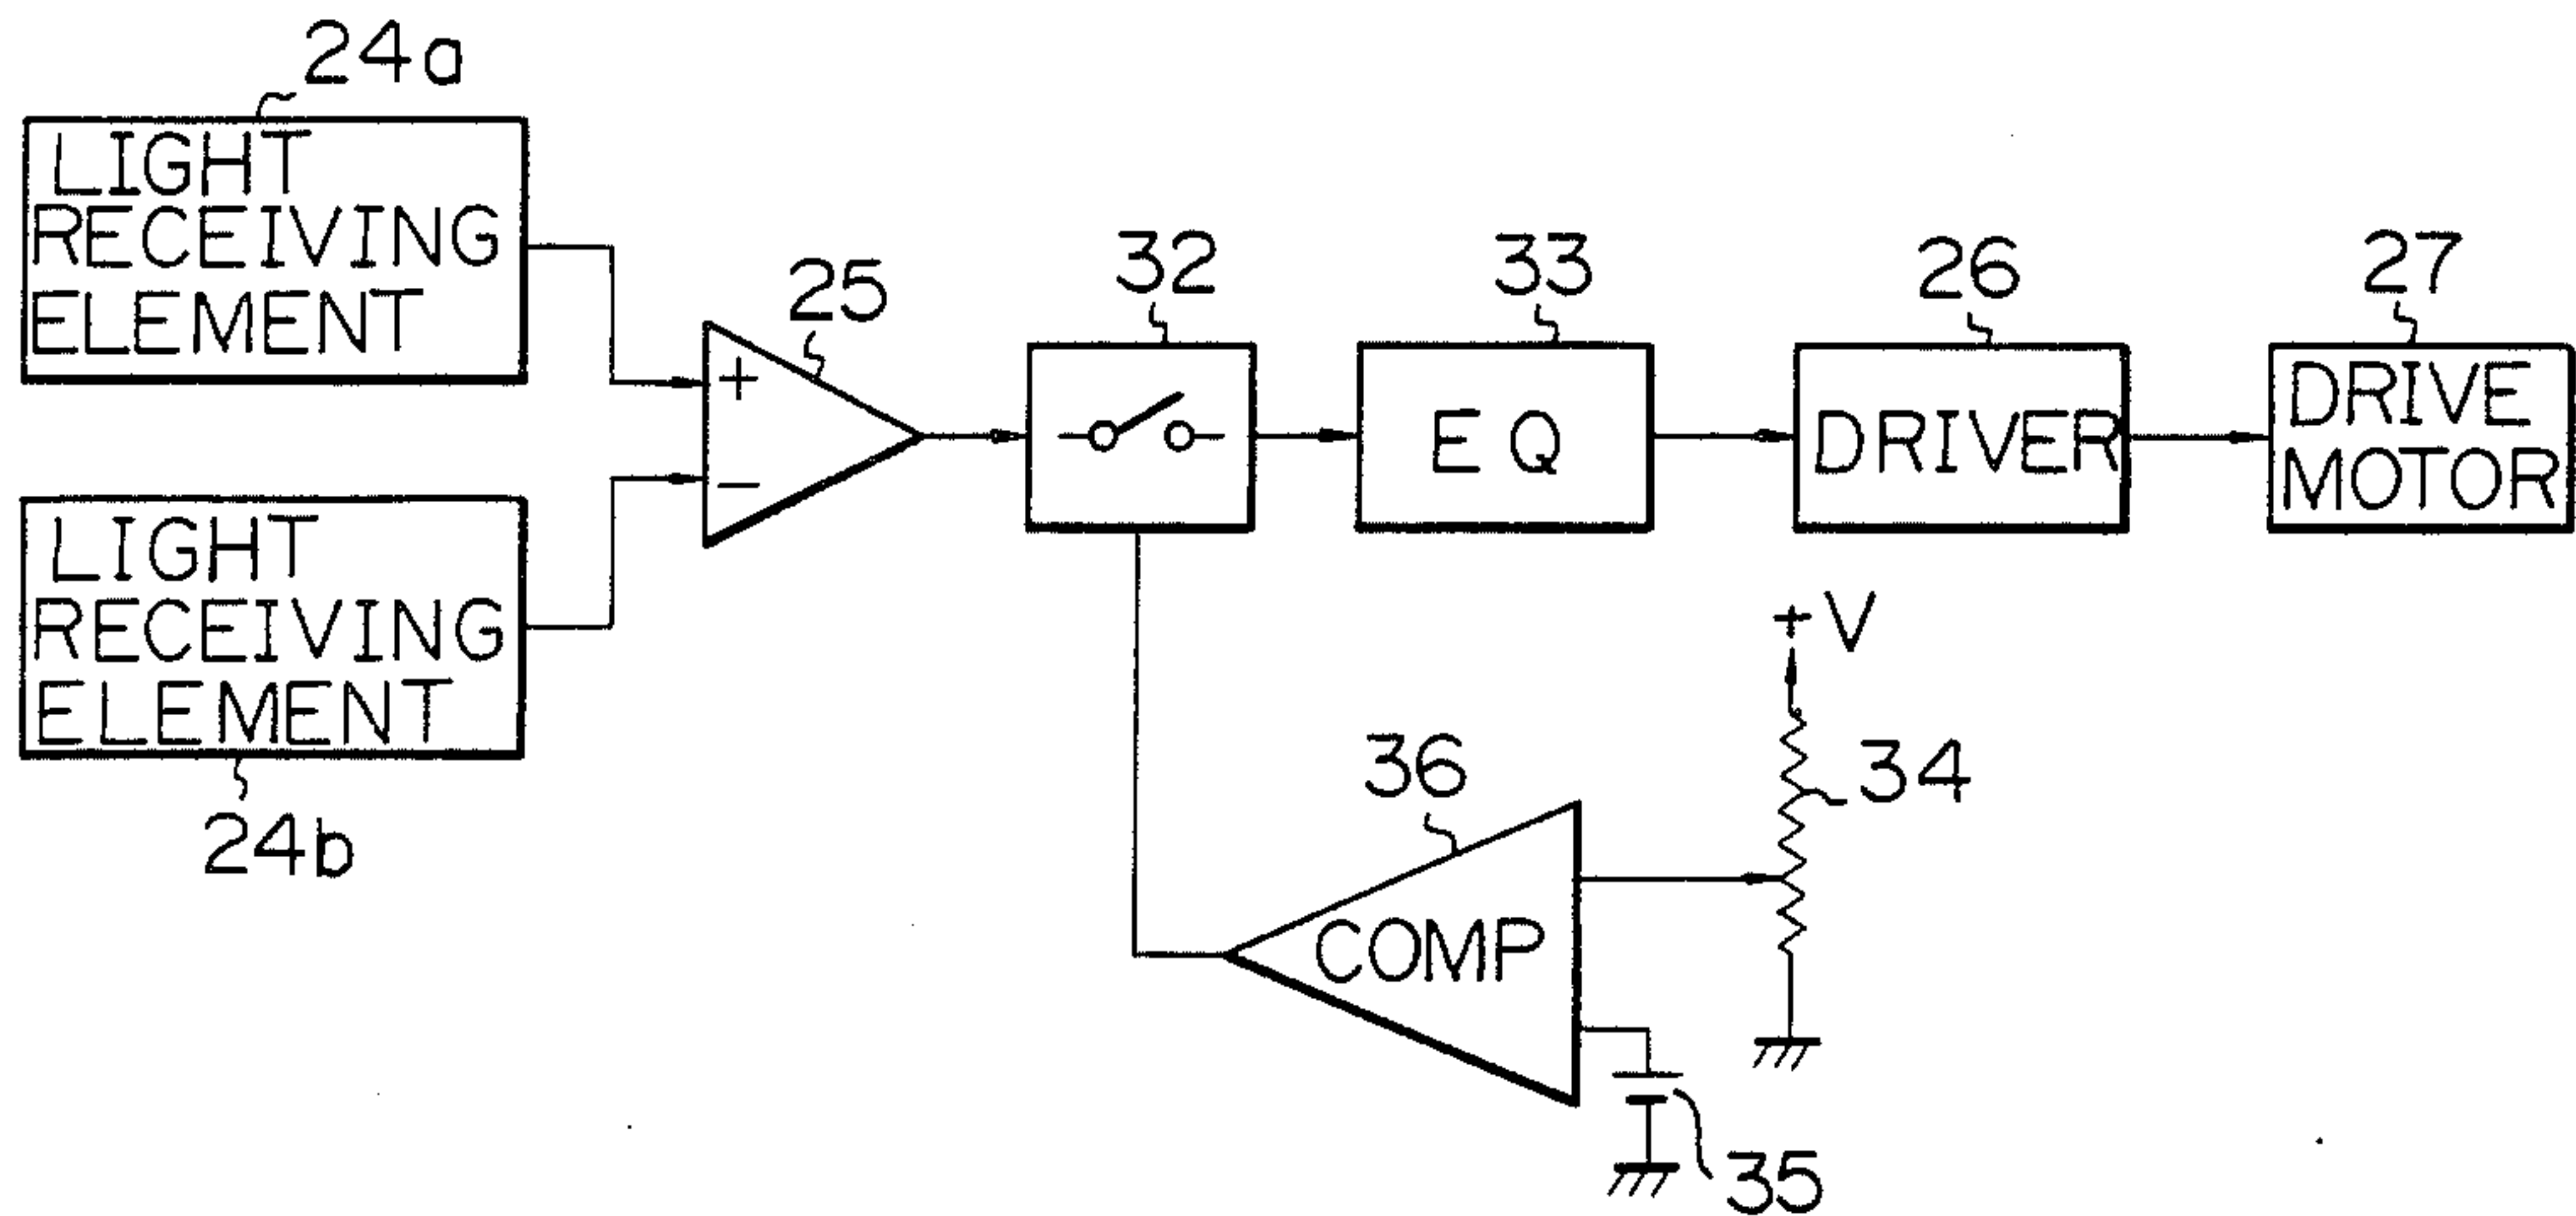 24a
LIGHT
RECEIVING
ELEMENT
25
+
−
LIGHT
RECEIVING
ELEMENT
24b
32
33
EQ
26
DRIVER
27
DRIVE
MOTOR
+V
34
36
COMP
35